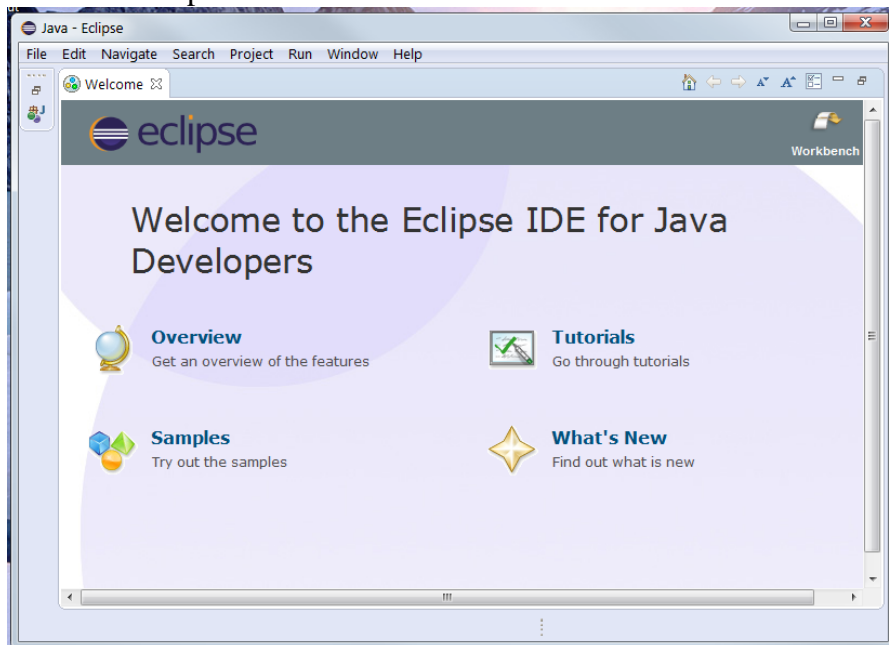 Java - Eclipse
File Edit Navigate Search Project Run Window Help
Welcome
eclipse
Workbench
Welcome to the Eclipse IDE for Java
Developers
Overview
Get an overview of the features
Tutorials
Go through tutorials
Samples
Try out the samples
What's New
Find out what is new